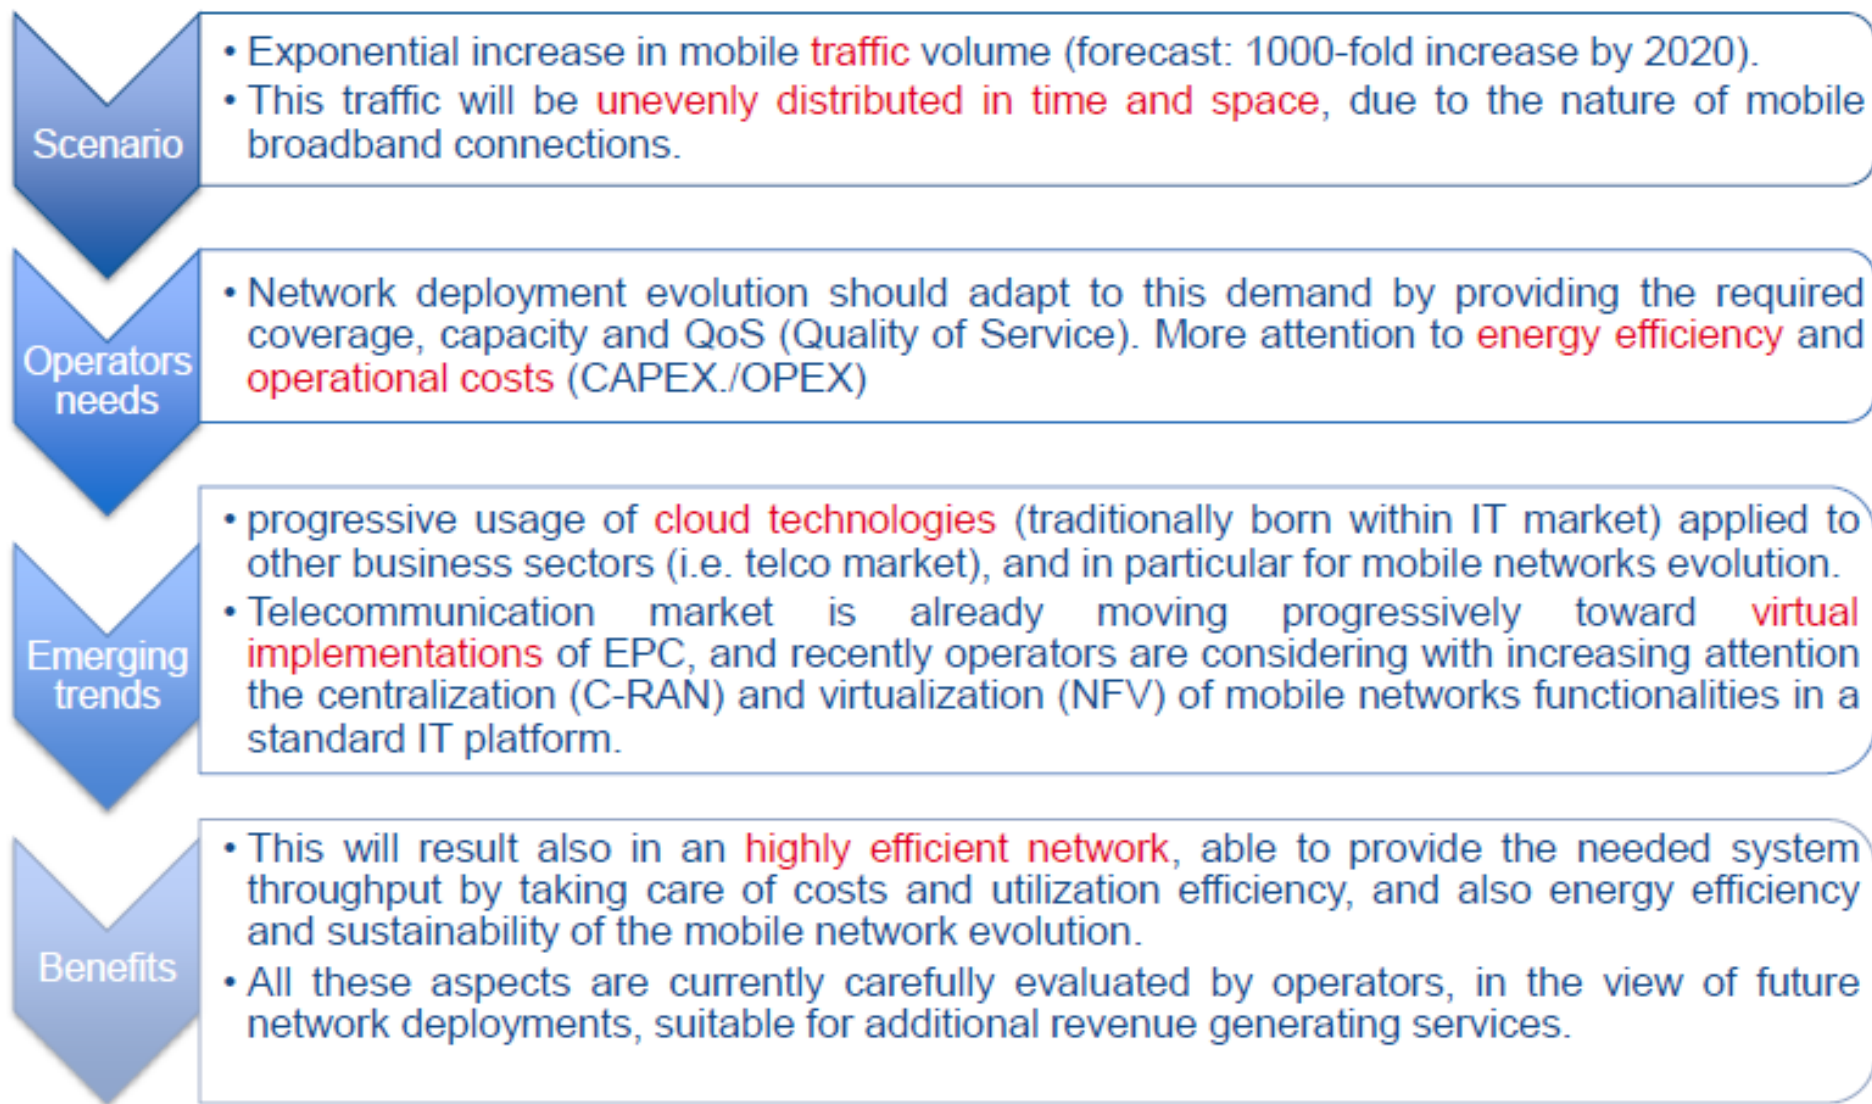 Scenario
• Exponential increase in mobile traffic volume (forecast: 1000-fold increase by 2020).
• This traffic will be unevenly distributed in time and space, due to the nature of mobile
broadband connections.
Operators
needs
• Network deployment evolution should adapt to this demand by providing the required
coverage, capacity and QoS (Quality of Service). More attention to energy efficiency and
operational costs (CAPEX./OPEX)
Emerging
trends
• progressive usage of cloud technologies (traditionally born within IT market) applied to
other business sectors (i.e. telco market), and in particular for mobile networks evolution.
• Telecommunication market is already moving progressively toward virtual
implementations of EPC, and recently operators are considering with increasing attention
the centralization (C-RAN) and virtualization (NFV) of mobile networks functionalities in a
standard IT platform.
Benefits
• This will result also in an highly efficient network, able to provide the needed system
throughput by taking care of costs and utilization efficiency, and also energy efficiency
and sustainability of the mobile network evolution.
• All these aspects are currently carefully evaluated by operators, in the view of future
network deployments, suitable for additional revenue generating services.